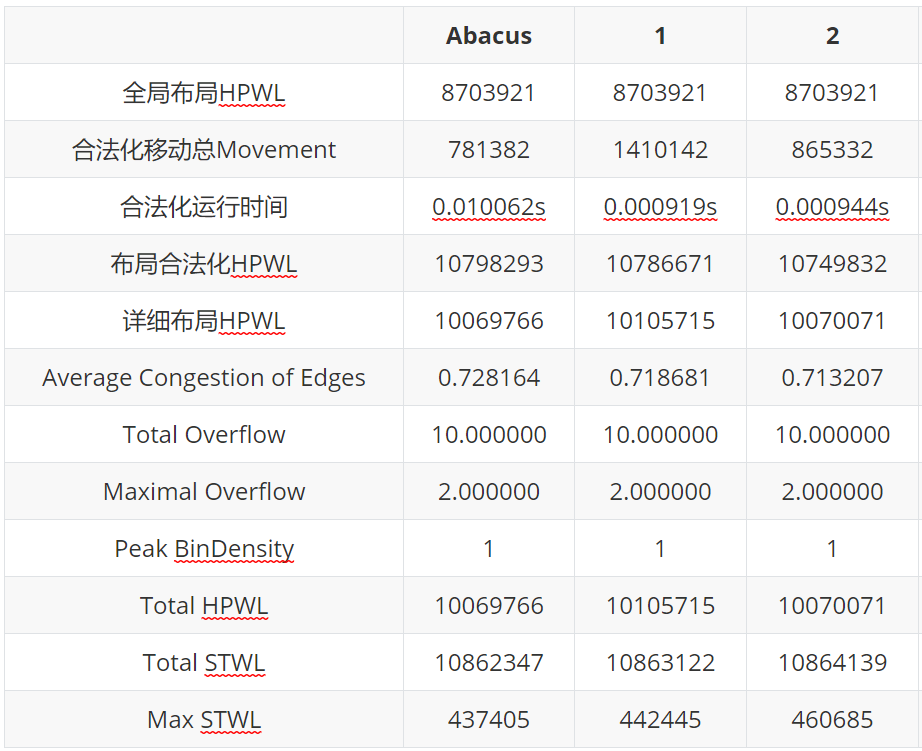 Abacus 1 2
全局布局HPWL 8703921 8703921 8703921
合法化移动总Movement 781382 1410142 865332
合法化运行时间 0.010062s 0.000919s 0.000944s
布局合法化HPWL 10798293 10786671 10749832
详细布局HPWL 10069766 10105715 10070071
Average Congestion of Edges 0.728164 0.718681 0.713207
Total Overflow 10.000000 10.000000 10.000000
Maximal Overflow 2.000000 2.000000 2.000000
Peak BinDensity 1 1 1
Total HPWL 10069766 10105715 10070071
Total STWL 10862347 10863122 10864139
Max STWL 437405 442445 460685